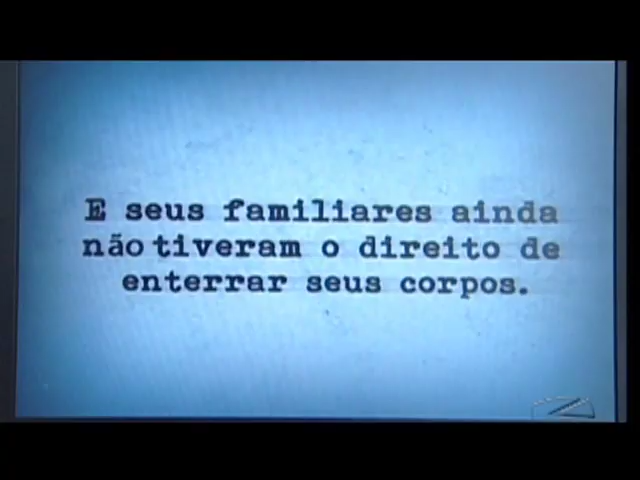 E seus familiares ainda
não tiveram o direito de
enterrar seus corpos.